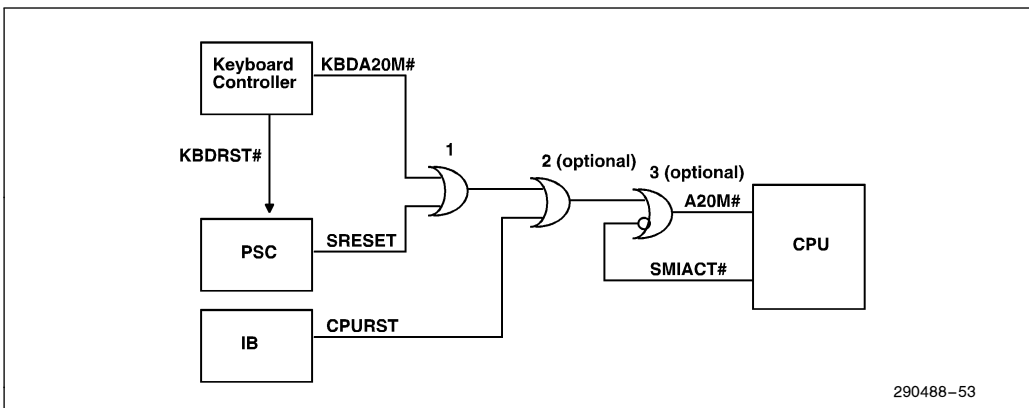 Keyboard
Controller
KBDA20M#
KBDRST#
1
2 (optional)
3 (optional)
A20M#
PSC
SRESET
CPU
SMIACT#
IB
CPURST
290488–53